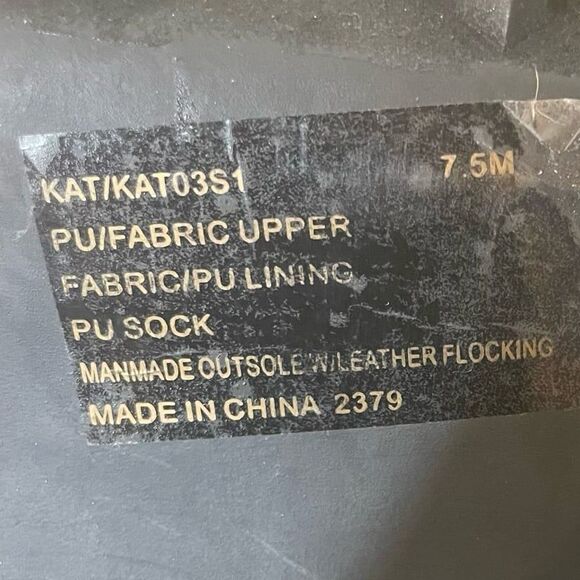 KAT/KAT03S1 7.5M
PU/FABRIC UPPER
FABRIC/PU LINING
PU SOCK
MANMADE OUTSOLE W/LEATHER FLOCKING
MADE IN CHINA 2379